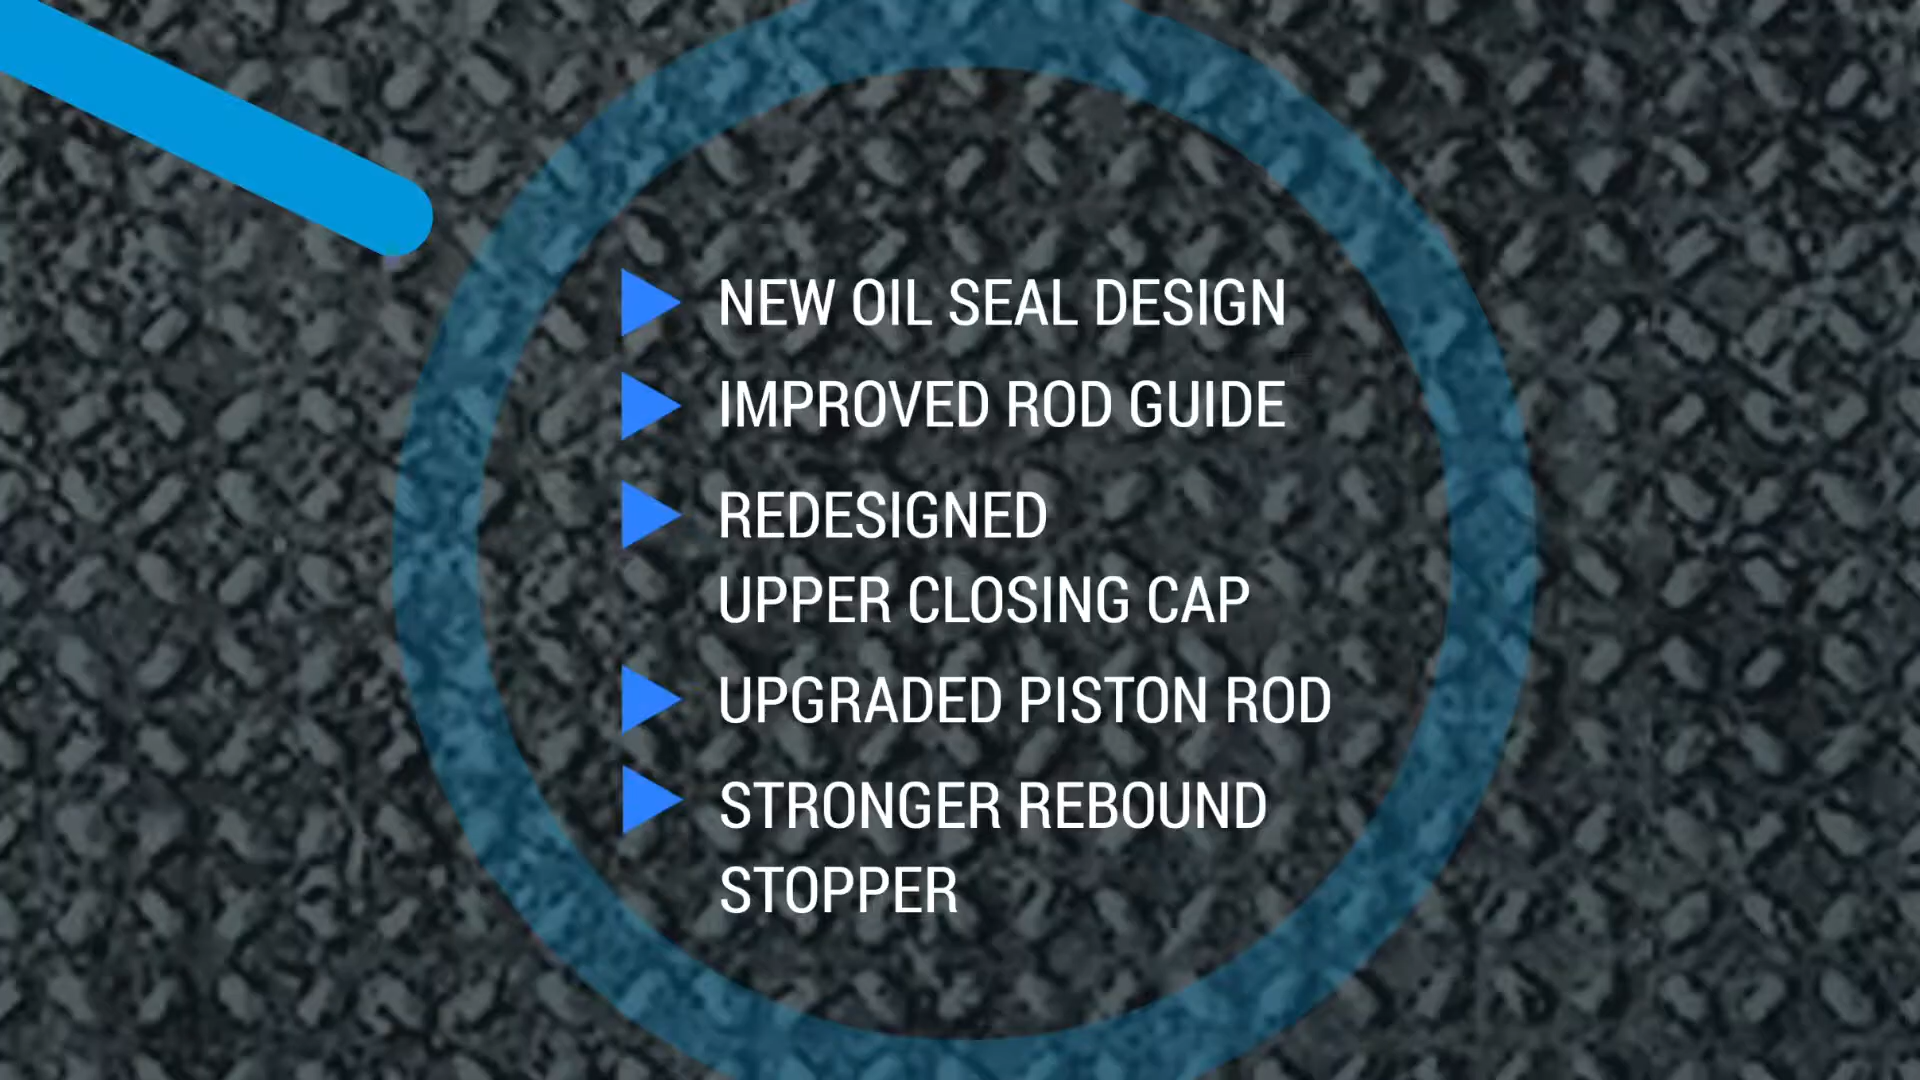 NEW OIL SEAL DESIGN
IMPROVED ROD GUIDE
REDESIGNED
UPPER CLOSING CAP
UPGRADED PISTON ROD
STRONGER REBOUND
STOPPER